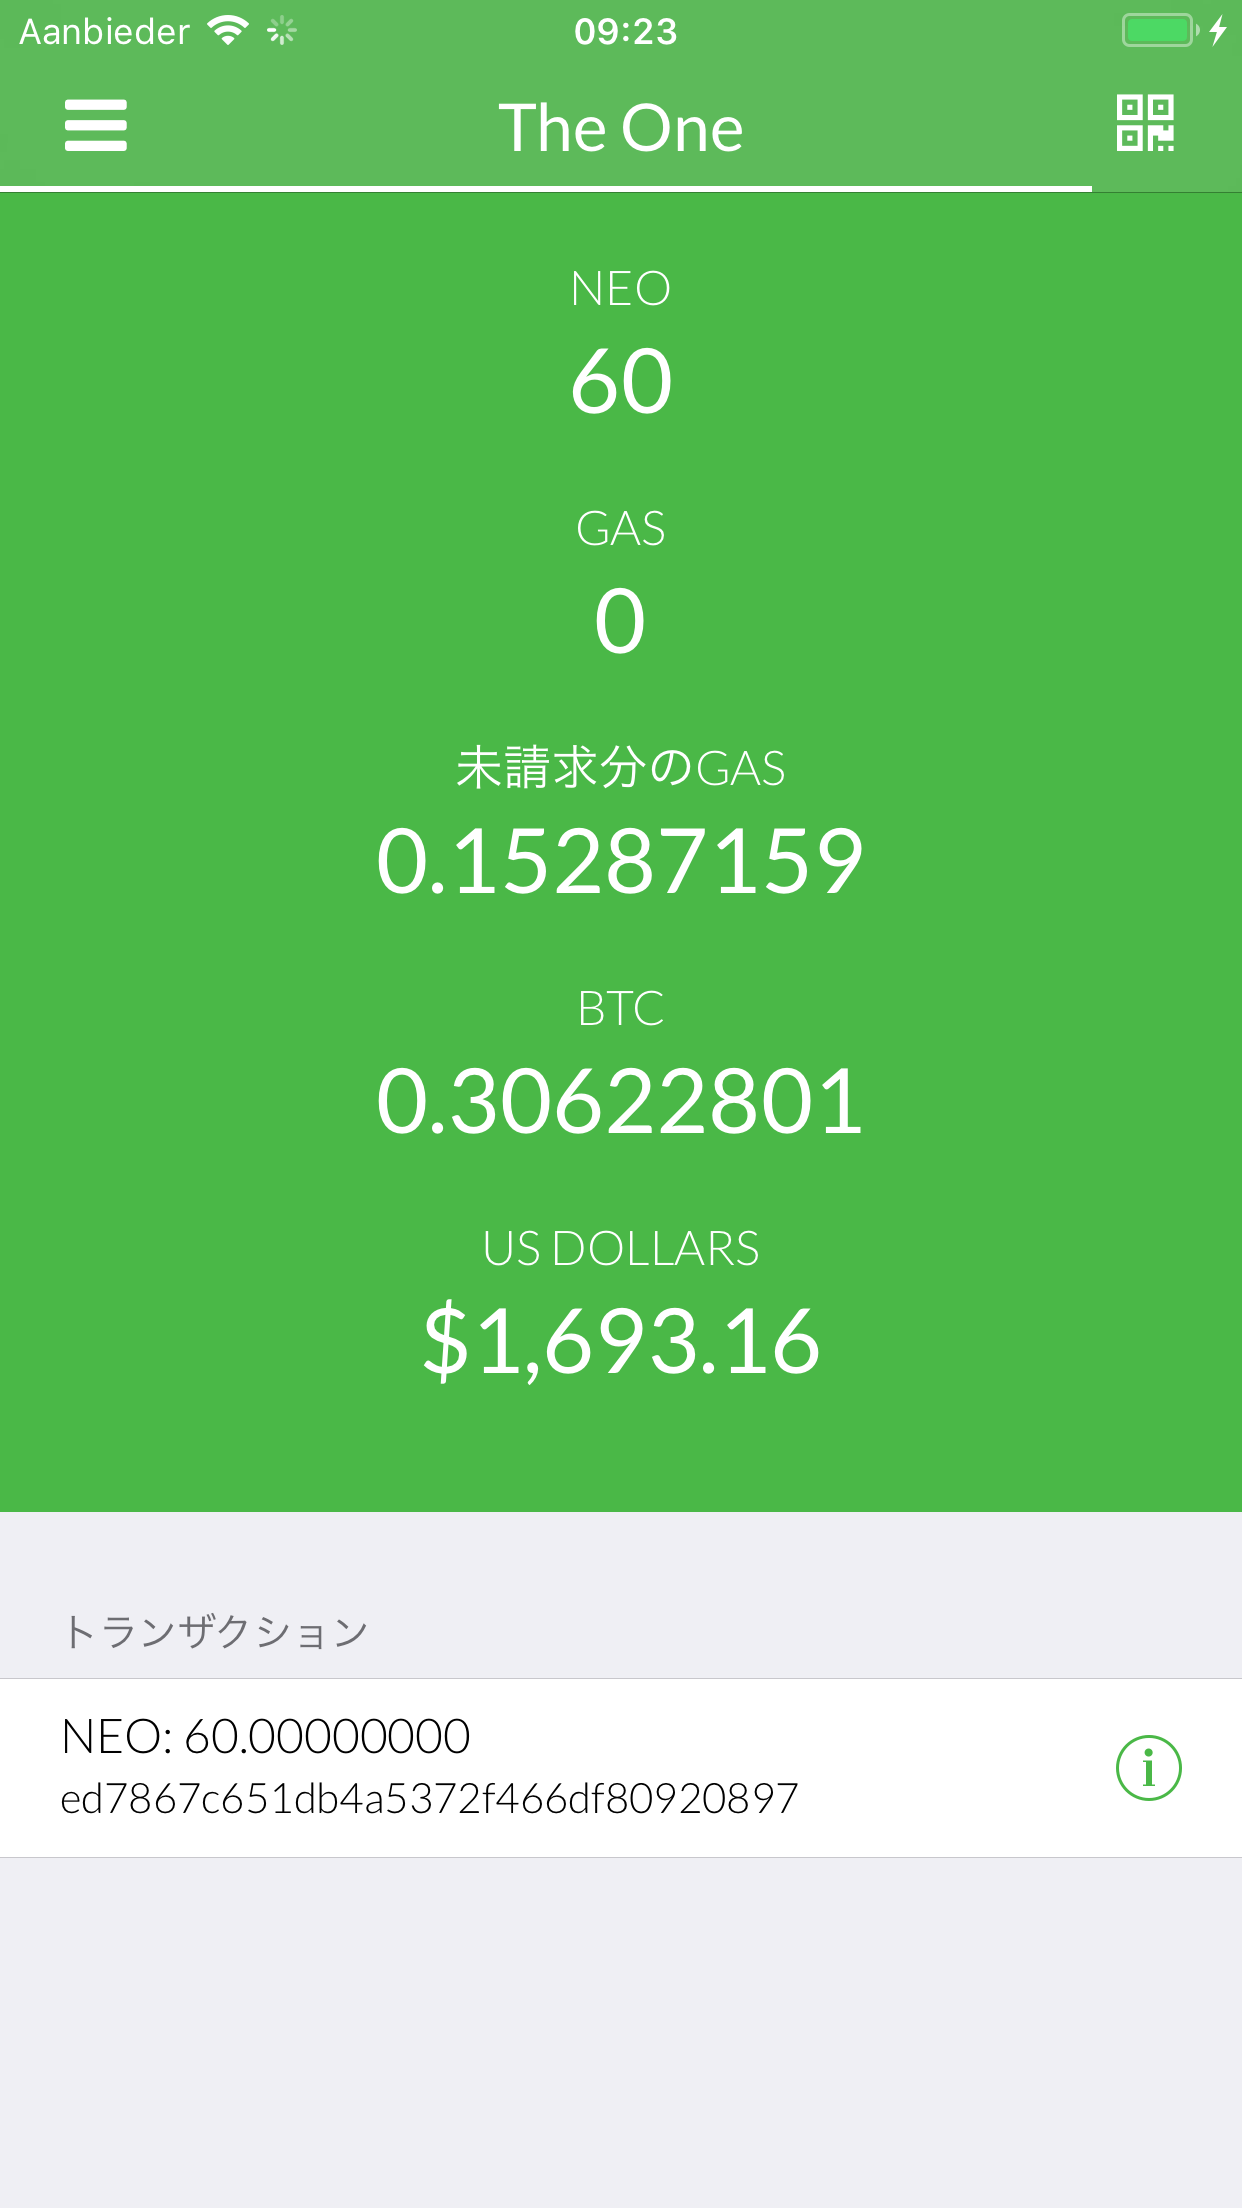 Aanbieder 09:23
The One
NEO
60
GAS
0
未請求分のGAS
0.15287159
BTC
0.30622801
US DOLLARS
$1,693.16
トランザクション
NEO: 60.00000000
ed7867c651db4a5372f466df80920897